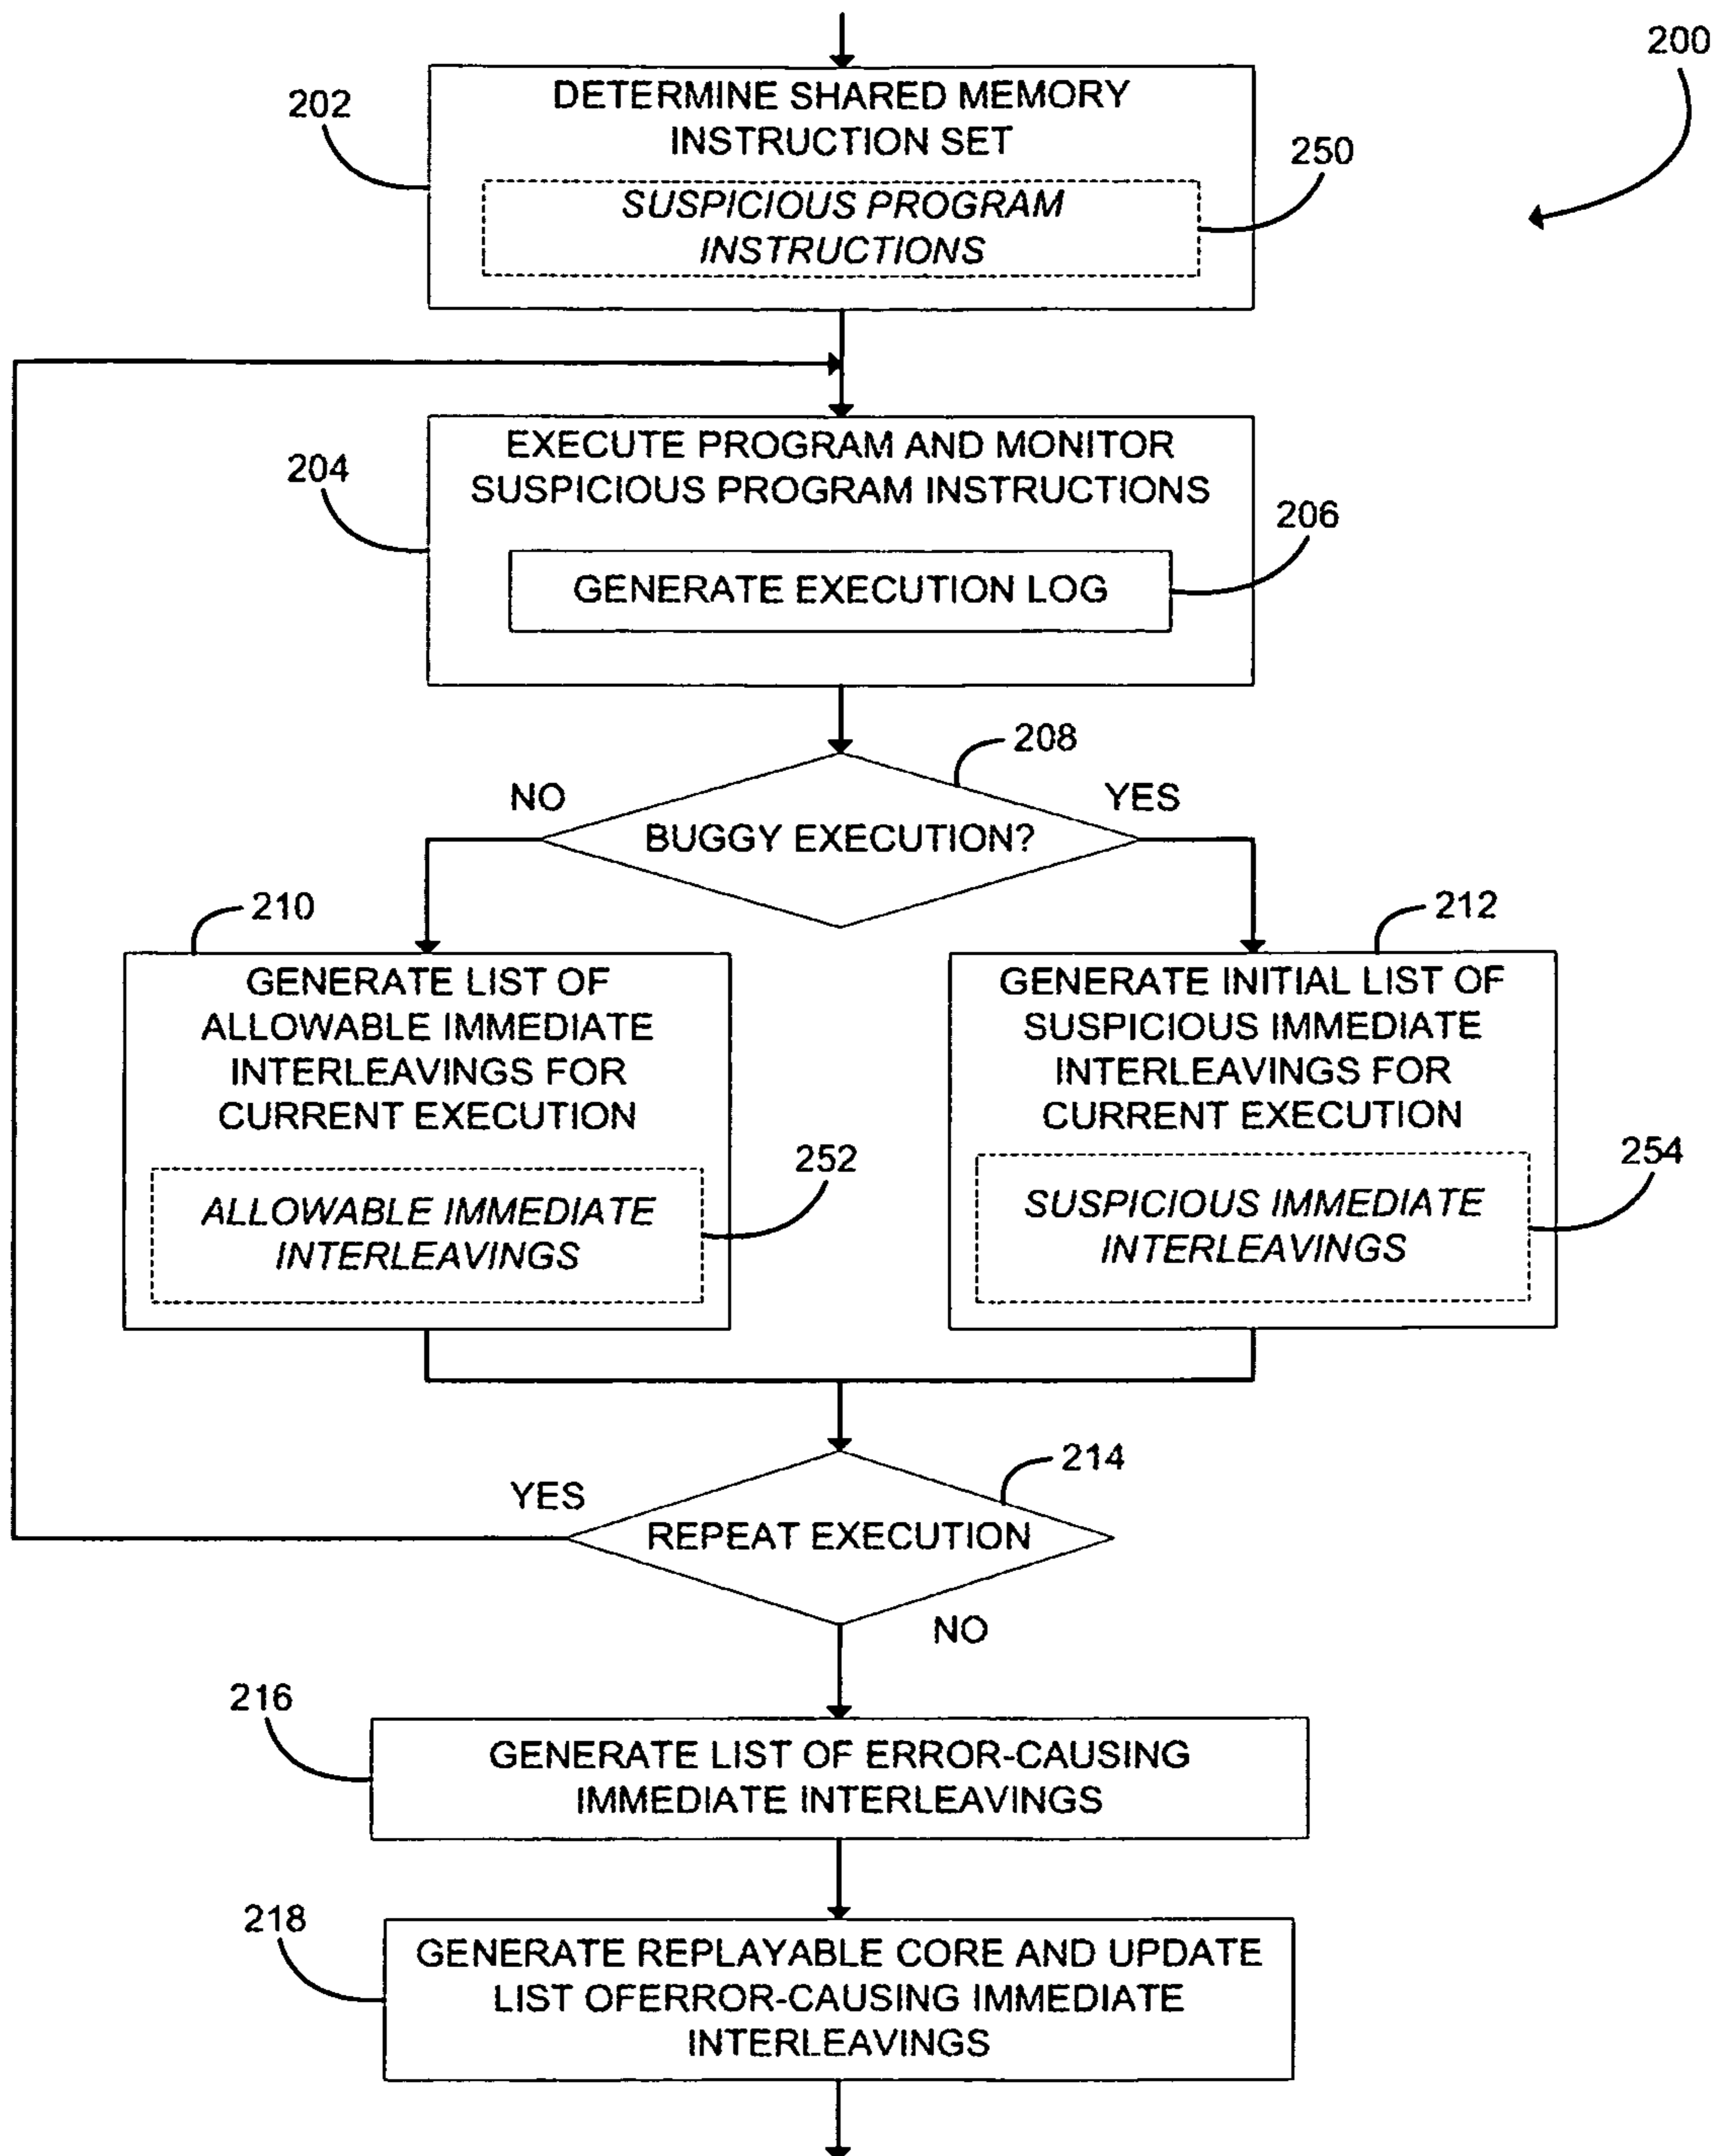 200
202
DETERMINE SHARED MEMORY
INSTRUCTION SET
250
SUSPICIOUS PROGRAM
INSTRUCTIONS
204
EXECUTE PROGRAM AND MONITOR
SUSPICIOUS PROGRAM INSTRUCTIONS
206
GENERATE EXECUTION LOG
208
NO
YES
BUGGY EXECUTION?
210
212
GENERATE LIST OF
ALLOWABLE IMMEDIATE
INTERLEAVINGS FOR
CURRENT EXECUTION
252
ALLOWABLE IMMEDIATE
INTERLEAVINGS
GENERATE INITIAL LIST OF
SUSPICIOUS IMMEDIATE
INTERLEAVINGS FOR
CURRENT EXECUTION
254
SUSPICIOUS IMMEDIATE
INTERLEAVINGS
214
YES
REPEAT EXECUTION
NO
216
GENERATE LIST OF ERROR-CAUSING
IMMEDIATE INTERLEAVINGS
218
GENERATE REPLAYABLE CORE AND UPDATE
LIST OFERROR-CAUSING IMMEDIATE
INTERLEAVINGS